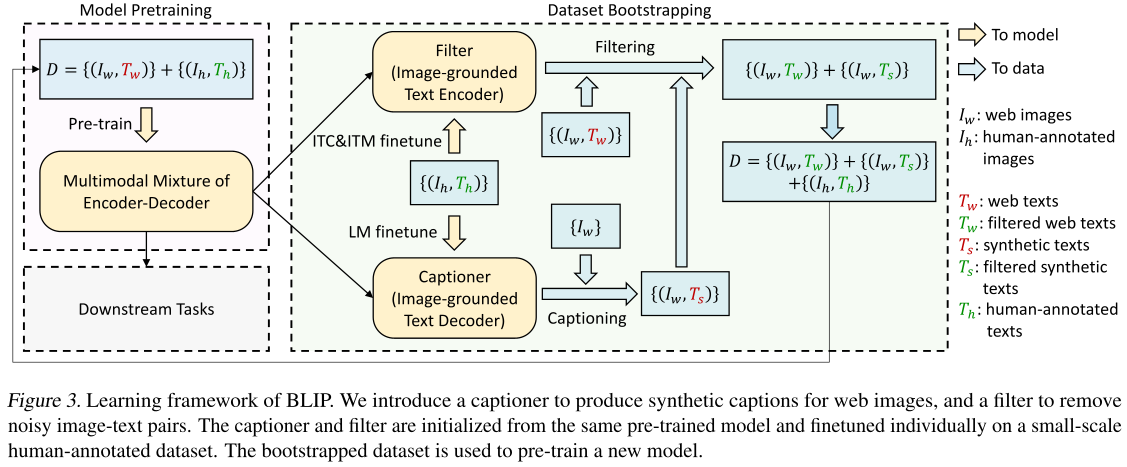 Model Pretraining
D = {(I_w, T_w)} + {(I_h, T_h)}
Pre-train
Multimodal Mixture of
Encoder-Decoder
Downstream Tasks
Dataset Bootstrapping
Filter
(Image-grounded
Text Encoder)
ITC&ITM finetune
{(I_h, T_h)}
LM finetune
Captioner
(Image-grounded
Text Decoder)
Filtering
{(I_w, T_w)}
{I_w}
Captioning
{(I_w, T_s)}
{(I_w, T_w)} + {(I_w, T_s)}
D = {(I_w, T_w)} + {(I_w, T_s)}
+{(I_h, T_h)}
To model
To data
I_w: web images
I_h: human-annotated
images
T_w: web texts
T_w: filtered web texts
T_s: synthetic texts
T_s: filtered synthetic
texts
T_h: human-annotated
texts
Figure 3. Learning framework of BLIP. We introduce a captioner to produce synthetic captions for web images, and a filter to remove
noisy image-text pairs. The captioner and filter are initialized from the same pre-trained model and finetuned individually on a small-scale
human-annotated dataset. The bootstrapped dataset is used to pre-train a new model.